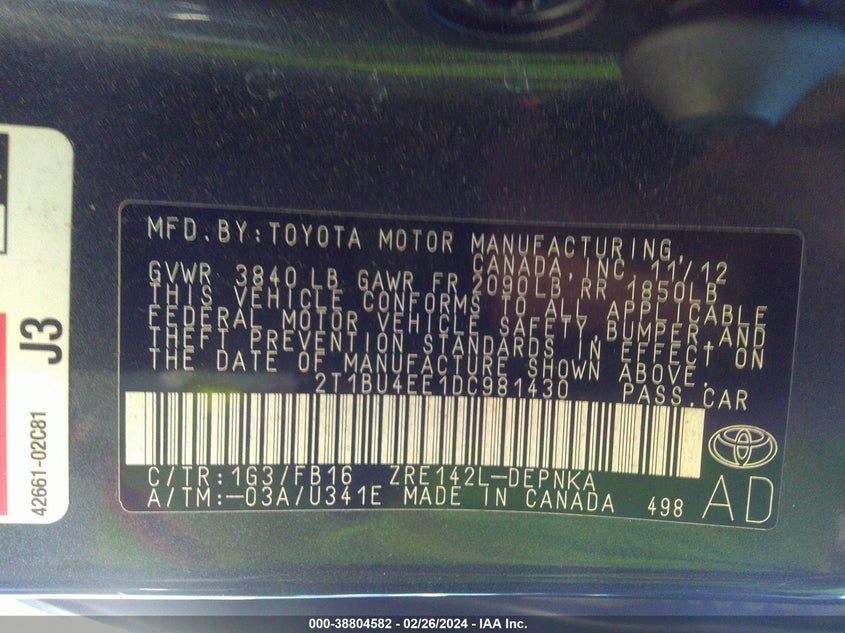 MFD.BY:TOYOTA MOTOR MANUFACTURING,
CANADA,INC. 11/12
GVWR 3840 LB GAWR FR 2090LB RR 1850LB
THIS VEHICLE CONFORMS TO ALL APPLICABLE
FEDERAL MOTOR VEHICLE SAFETY,BUMPER,AND
THEFT PREVENTION STANDARDS IN EFFECT ON
THE DATE OF MANUFACTURE SHOWN ABOVE.
2T1BU4EE1DC981430 PASS.CAR
C/TR:1G3/FB16 ZRE142L-DEPNKA
A/TM:-03A/U341E MADE IN CANADA 498 AD
J3
42661-02C81
000-38804582 - 02/26/2024 - IAA Inc.